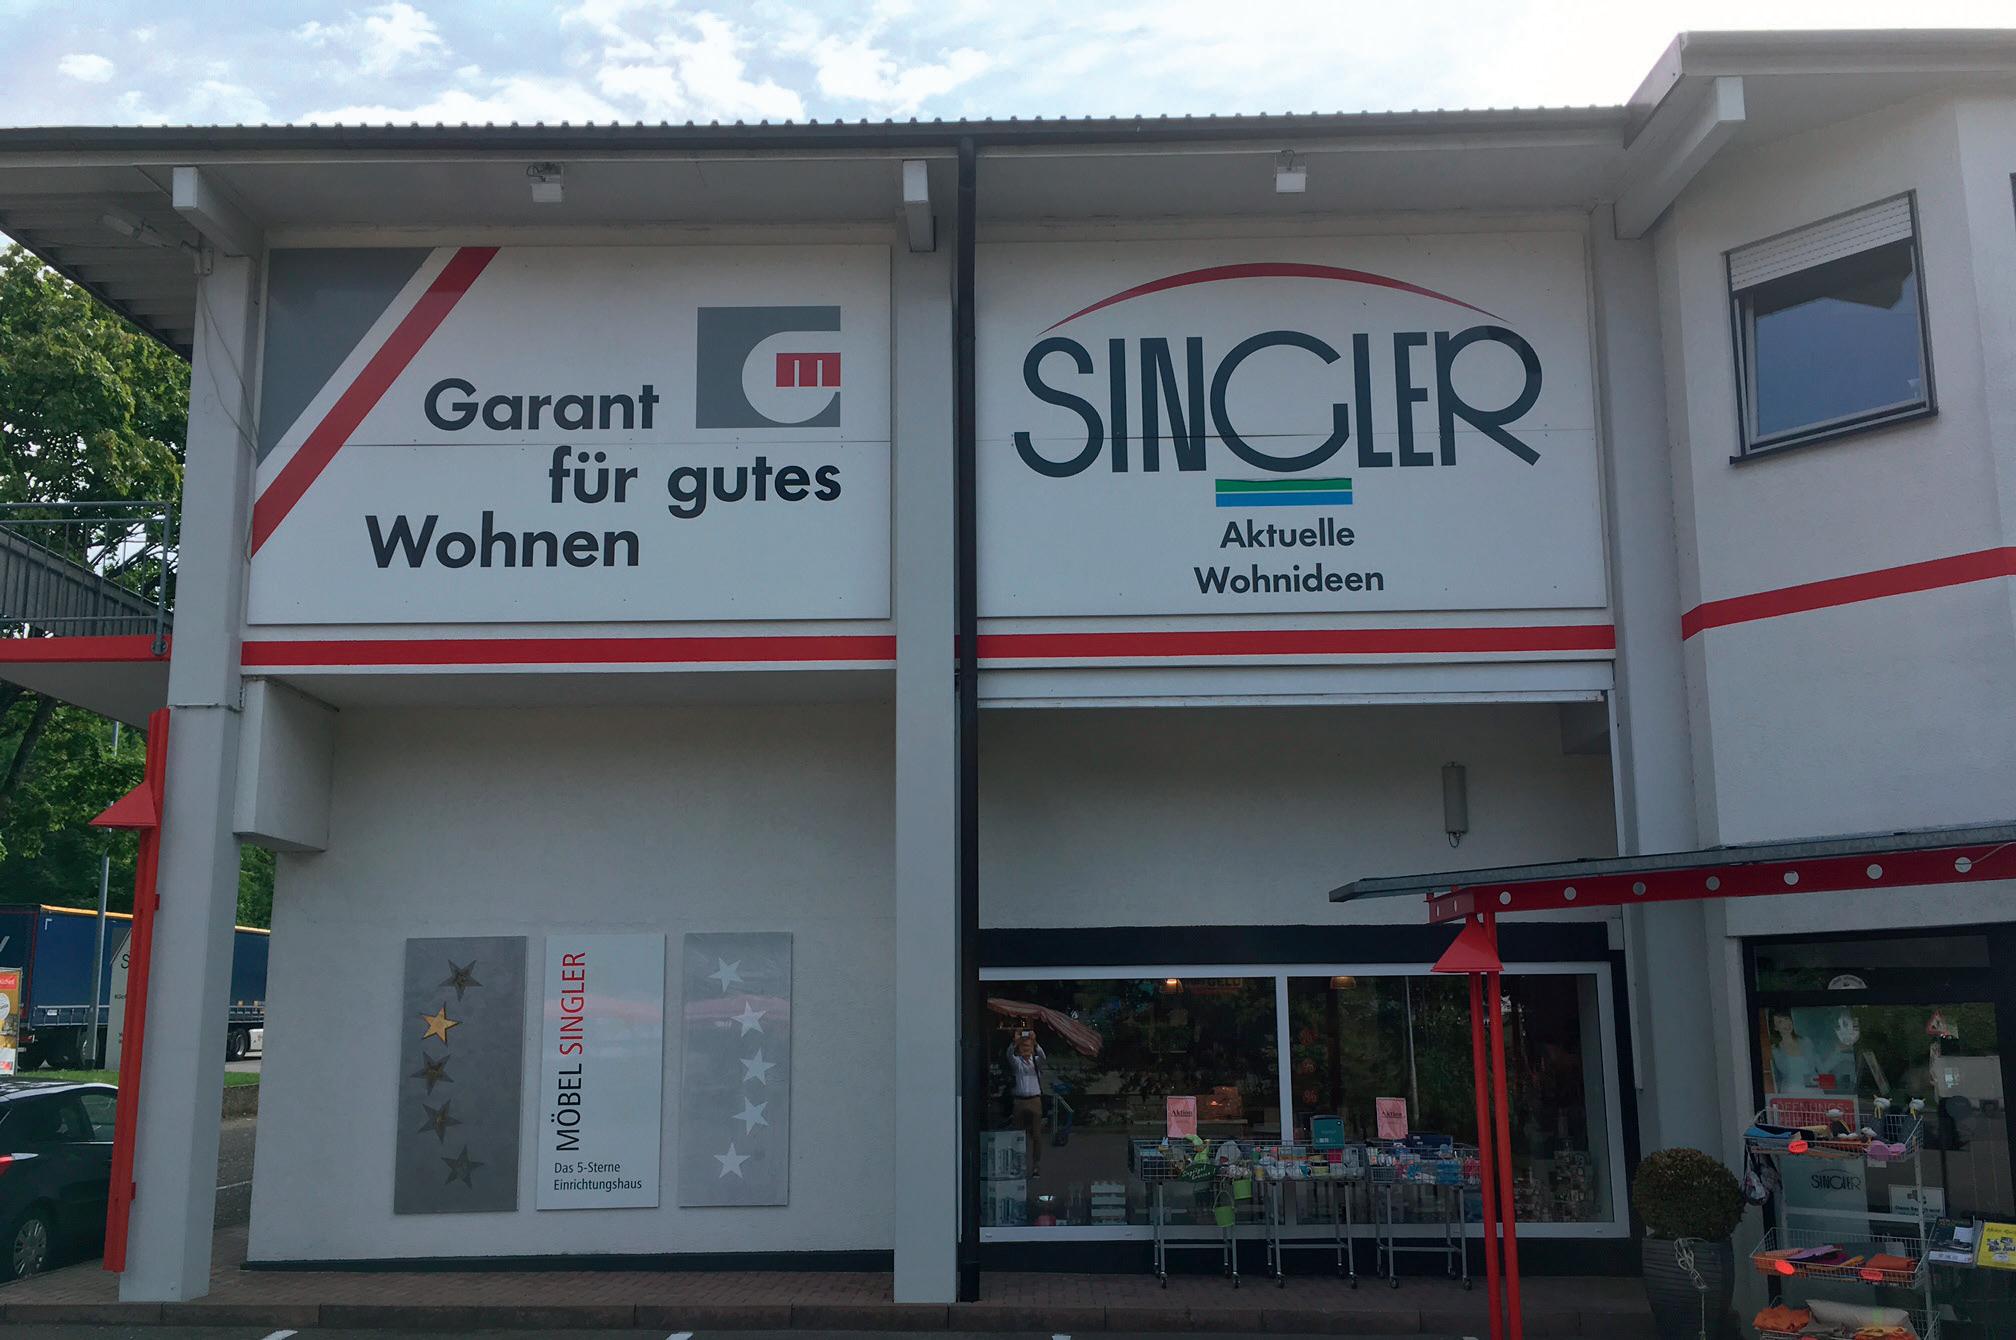 Garant
für gutes
Wohnen
m
SINGLER
Aktuelle
Wohnideen
MÖBEL SINGLER
Das 5-Sterne
Einrichtungshaus
Aktion
Aktion
SINGLER